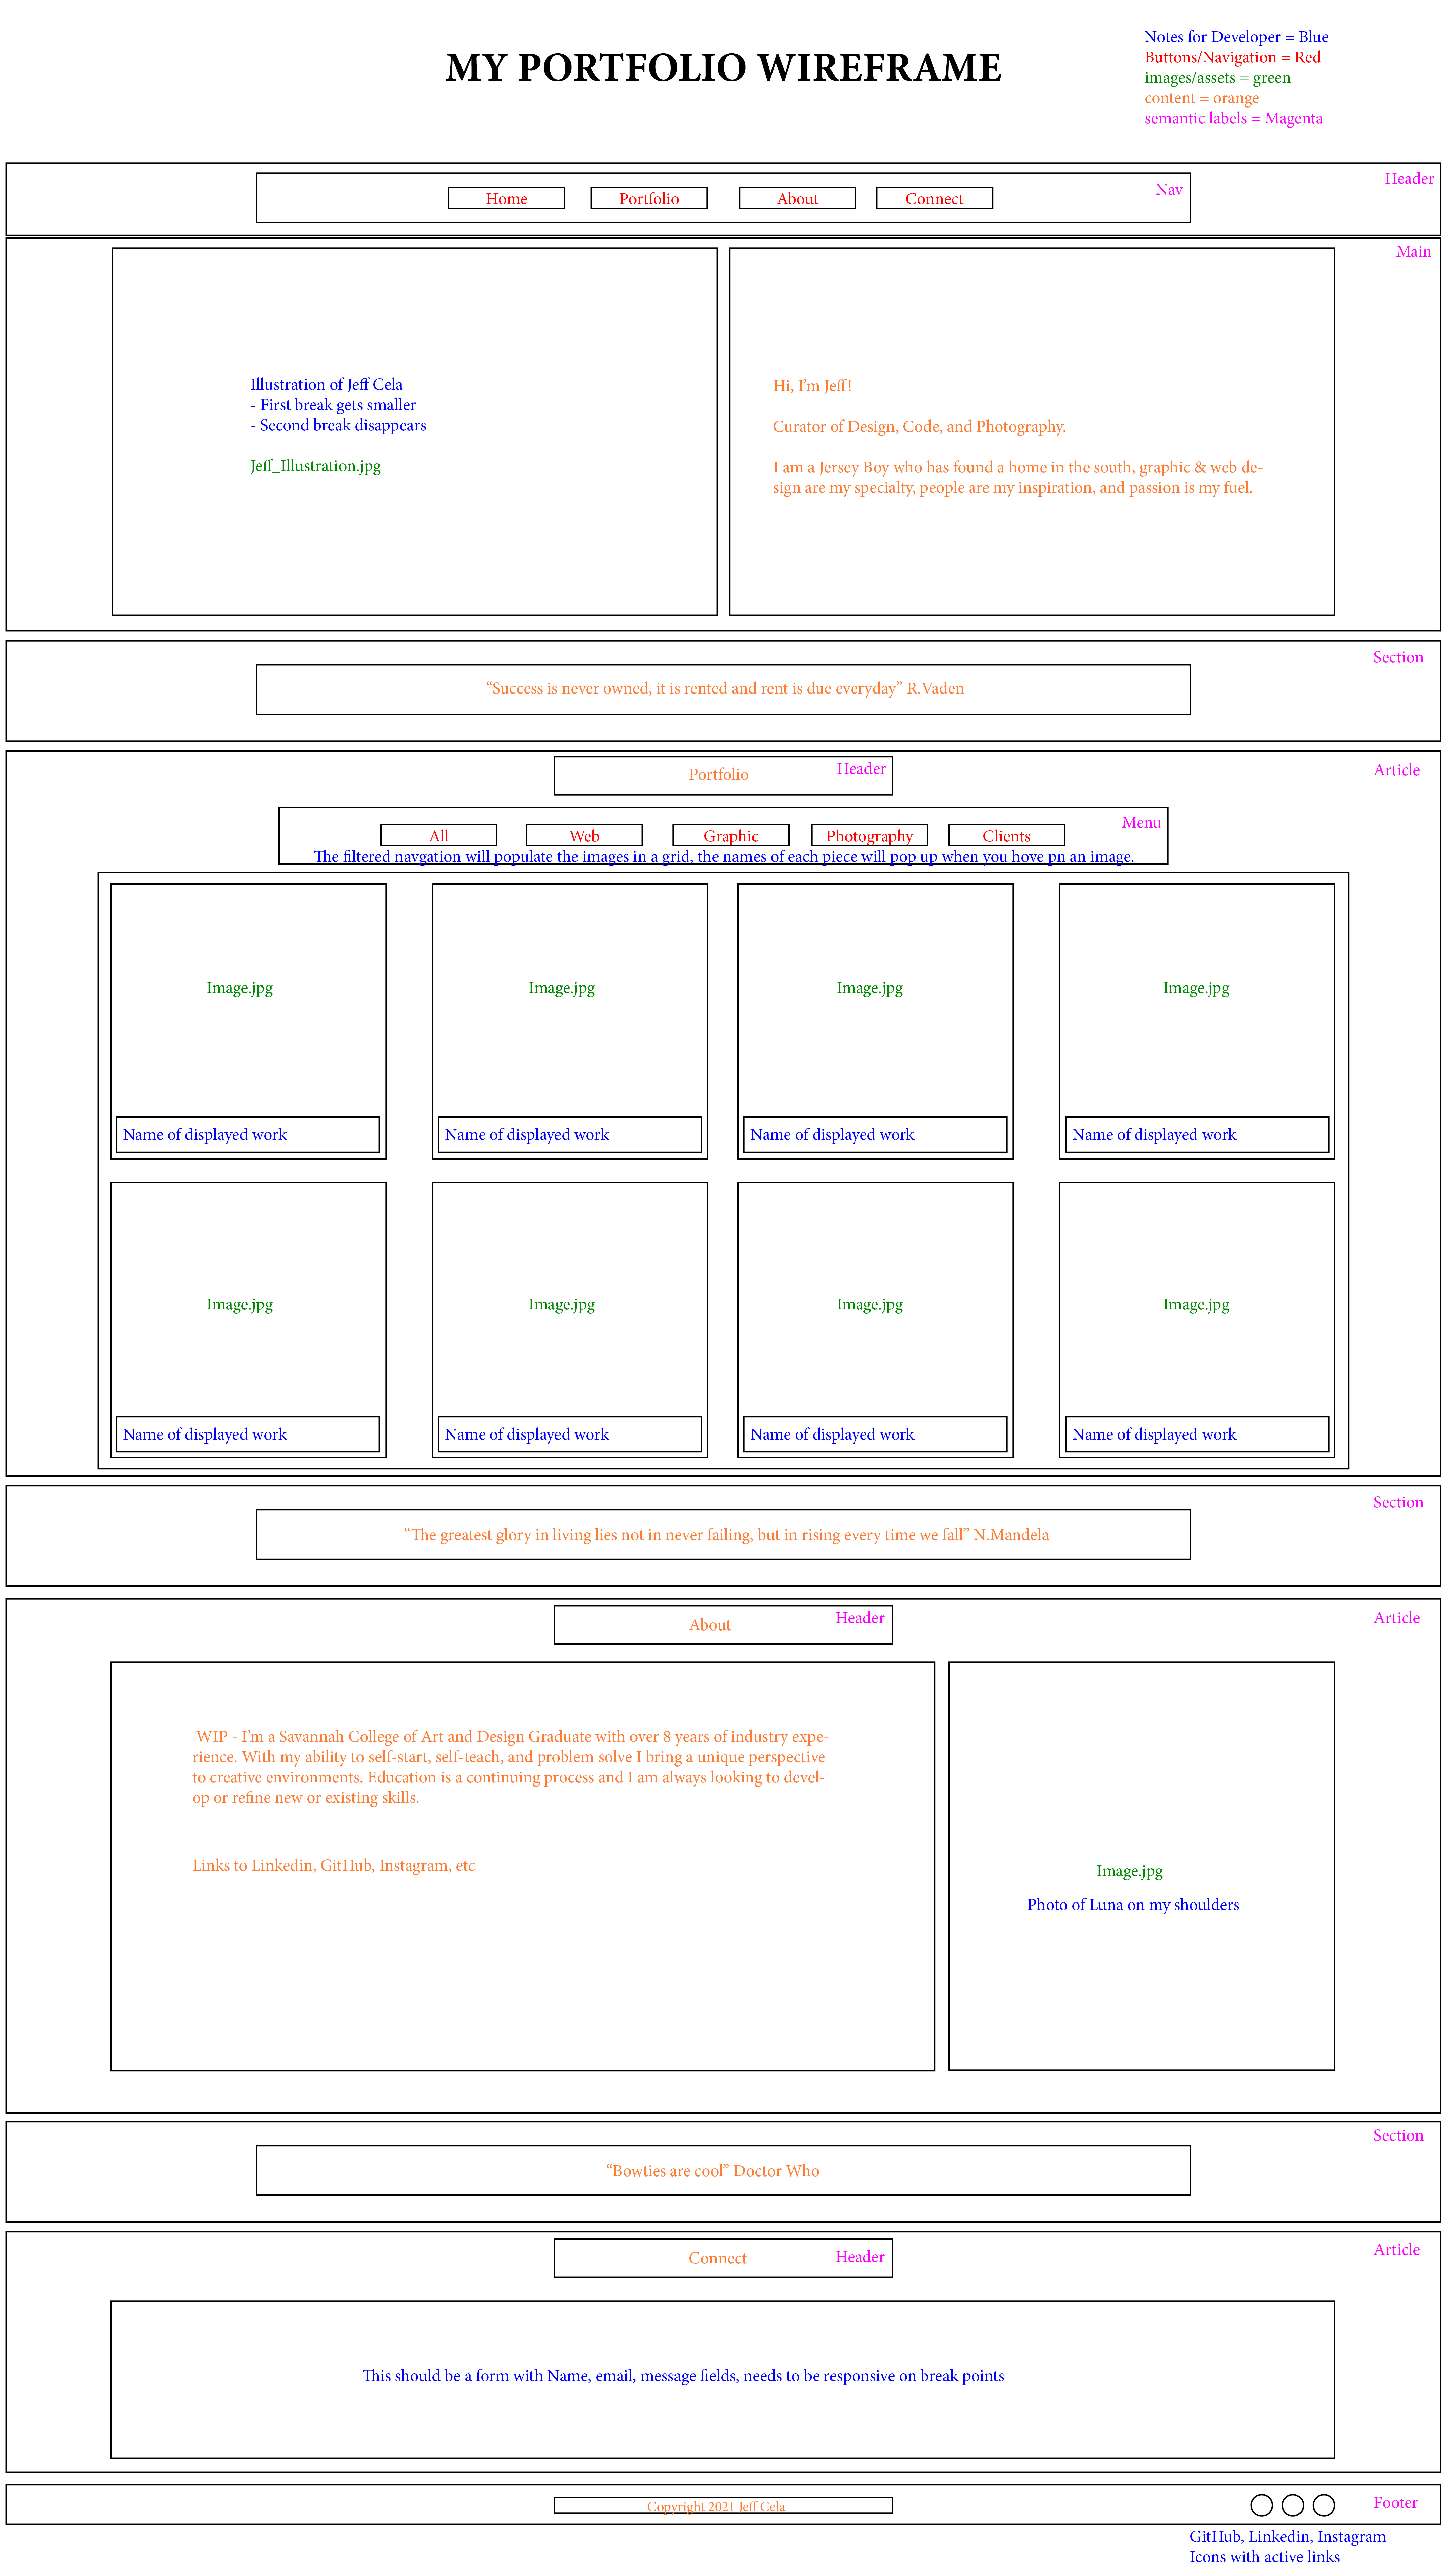 MY PORTFOLIO WIREFRAME
Notes for Developer = Blue
Buttons/Navigation = Red
images/assets = green
content = orange
semantic labels = Magenta
Header
Nav
Home Portfolio About Connect
Main
Illustration of Jeff Cela
- First break gets smaller
- Second break disappears
Jeff_Illustration.jpg
Hi, I'm Jeff!
Curator of Design, Code, and Photography.
I am a Jersey Boy who has found a home in the south, graphic & web de-
sign are my specialty, people are my inspiration, and passion is my fuel.
Section
“Success is never owned, it is rented and rent is due everyday” R.Vaden
Article
Portfolio Header
Menu
All Web Graphic Photography Clients
The filtered navgation will populate the images in a grid, the names of each piece will pop up when you hove pn an image.
Image.jpg Image.jpg Image.jpg Image.jpg
Name of displayed work Name of displayed work Name of displayed work Name of displayed work
Image.jpg Image.jpg Image.jpg Image.jpg
Name of displayed work Name of displayed work Name of displayed work Name of displayed work
Section
“The greatest glory in living lies not in never failing, but in rising every time we fall” N.Mandela
Article
About Header
WIP - I'm a Savannah College of Art and Design Graduate with over 8 years of industry expe-
rience. With my ability to self-start, self-teach, and problem solve I bring a unique perspective
to creative environments. Education is a continuing process and I am always looking to devel-
op or refine new or existing skills.
Links to Linkedin, GitHub, Instagram, etc
Image.jpg
Photo of Luna on my shoulders
Section
“Bowties are cool” Doctor Who
Article
Connect Header
This should be a form with Name, email, message fields, needs to be responsive on break points
Copyright 2021 Jeff Cela
Footer
GitHub, Linkedin, Instagram
Icons with active links